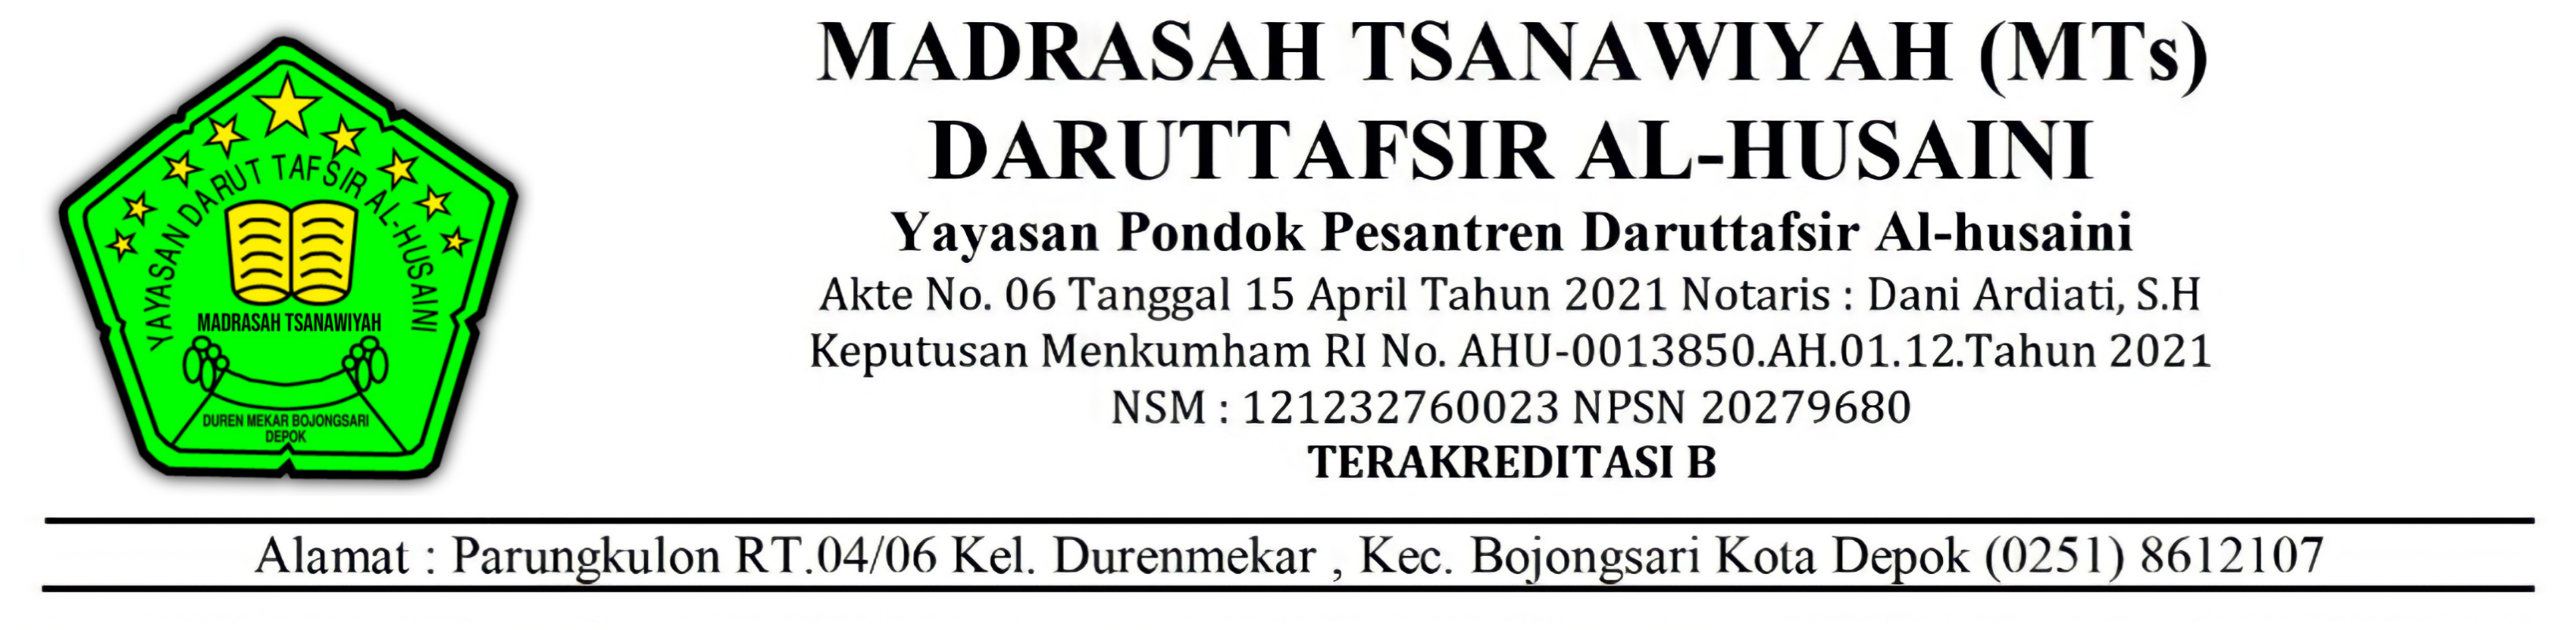 YAYASAN DARUT TAFSIR AL-HUSAINI
MADRASAH TSANAWIYAH
DUREN MEKAR BOJONGSARI
DEPOK
MADRASAH TSANAWIYAH (MTs)
DARUTTAFSIR AL-HUSAINI
Yayasan Pondok Pesantren Daruttafsir Al-husaini
Akte No. 06 Tanggal 15 April Tahun 2021 Notaris : Dani Ardiati, S.H
Keputusan Menkumham RI No. AHU-0013850.AH.01.12.Tahun 2021
NSM : 121232760023 NPSN 20279680
TERAKREDITASI B
Alamat : Parungkulon RT.04/06 Kel. Durenmekar , Kec. Bojongsari Kota Depok (0251) 8612107